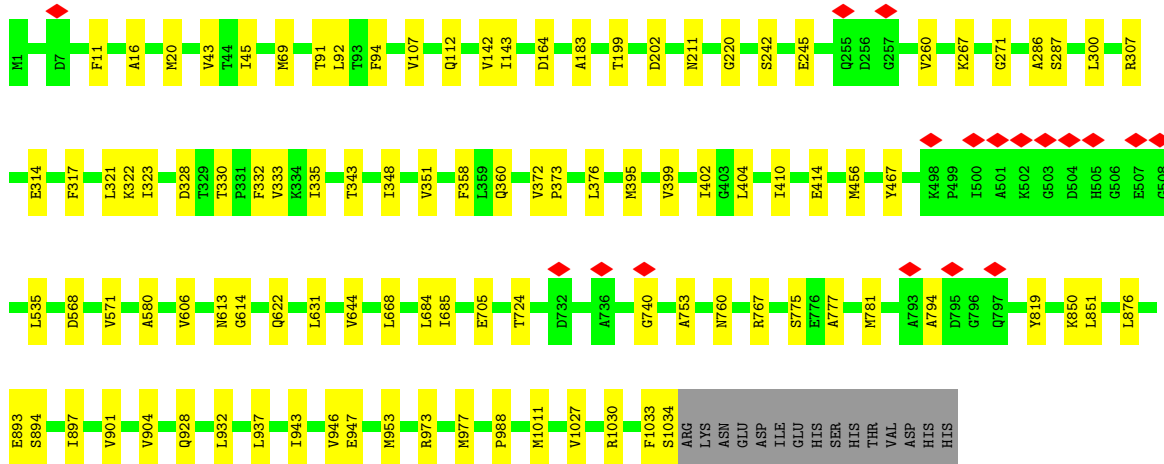 M1 D7 F11 A16 M20 V43 T44 I45 M69 T91 L92 T93 F94 V107 Q112 V142 I143 D164 A183 T199 D202 N211 G220 S242 E245 Q255 D256 G257 V260 K267 G271 A286 S287 L300 R307
E314 F317 L321 K322 I323 D328 T329 T330 P331 F332 V333 K334 I335 T343 I348 V351 F358 L359 Q360 V372 P373 L376 M395 V399 I402 G403 L404 I410 E414 M456 Y467 K498 P499 I500 A501 K502 G503 D504 H505 G506 E507 G508
L535 D568 V571 A580 V606 N613 G614 Q622 L631 V644 L668 L684 I685 E705 T724 D732 A736 G740 A753 N760 R767 S775 E776 A777 M781 A793 A794 D795 G796 Q797 Y819 K850 L851 L876
E893 S894 I897 V901 V904 Q928 L932 L937 I943 V946 E947 M953 R973 M977 P988 M1011 V1027 R1030 F1033 S1034 ARG LYS ASN GLU ASP ILE GLU HIS SER HIS THR VAL ASP HIS HIS